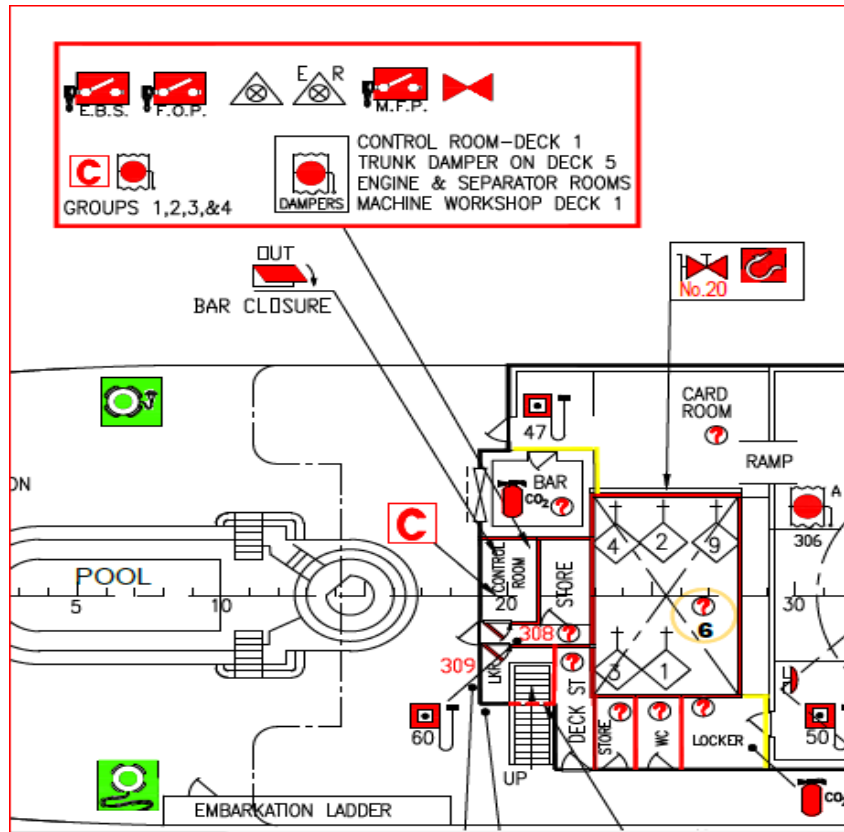 E R
E.B.S. F.O.P. M.F.P.
C
GROUPS 1,2,3,&4
DAMPERS
CONTROL ROOM-DECK 1
TRUNK DAMPER ON DECK 5
ENGINE & SEPARATOR ROOMS
MACHINE WORKSHOP DECK 1
OUT
BAR CLOSURE
No.20
CARD
ROOM
47
RAMP
BAR
CO2
A
306
ON
C
4 2 9
CONTROL
ROOM
STORE
POOL
5 10 20 30
6
308
309
LKR
3 1
DECK ST
60
STORE
WC
LOCKER
50
UP
CO2
EMBARKATION LADDER